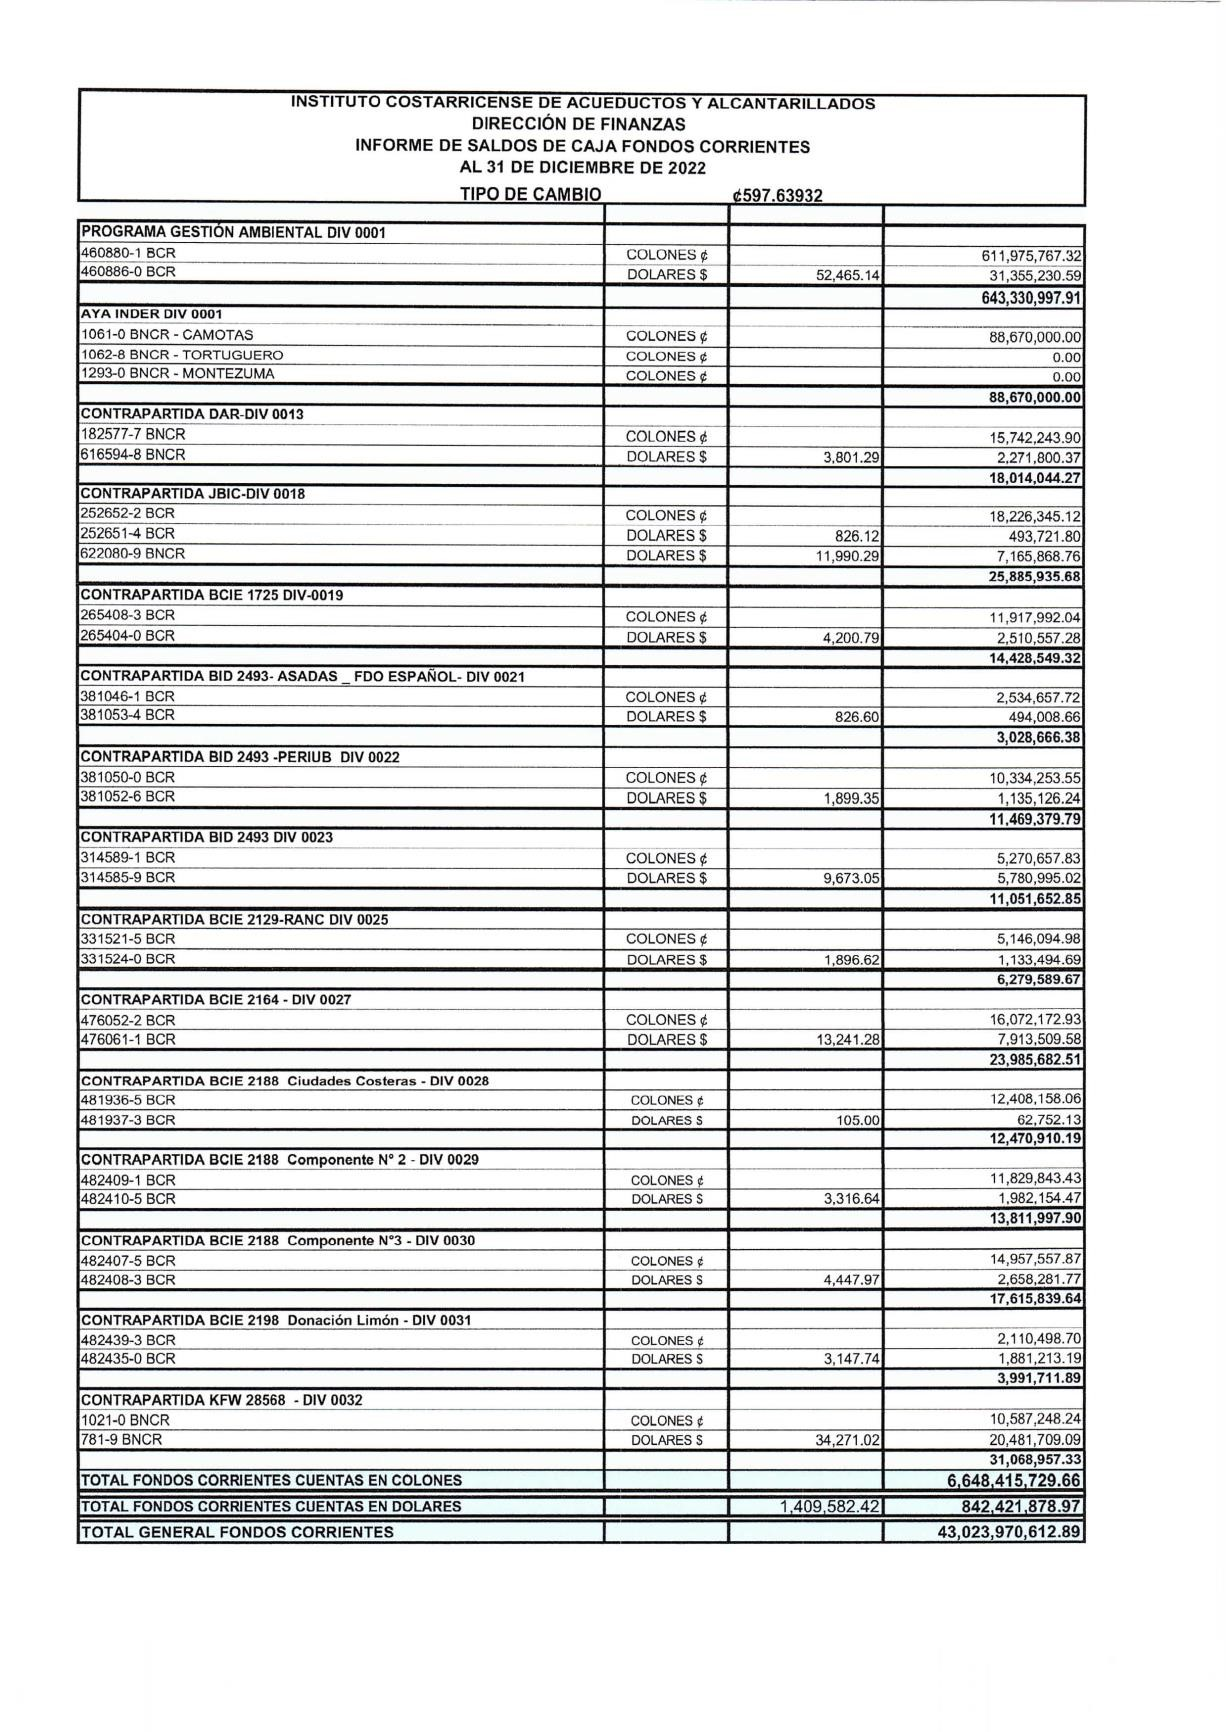 INSTITUTO COSTARRICENSE DE ACUEDUCTOS Y ALCANTARILLADOS
DIRECCIÓN DE FINANZAS
INFORME DE SALDOS DE CAJA FONDOS CORRIENTES
AL 31 DE DICIEMBRE DE 2022
TIPO DE CAMBIO ¢597.63932
PROGRAMA GESTIÓN AMBIENTAL DIV 0001
460880-1 BCR COLONES ¢ 611,975,767.32
460886-0 BCR DOLARES $ 52,465.14 31,355,230.59
643,330,997.91
AYA INDER DIV 0001
1061-0 BNCR - CAMOTAS COLONES ¢ 88,670,000.00
1062-8 BNCR - TORTUGUERO COLONES ¢ 0.00
1293-0 BNCR - MONTEZUMA COLONES ¢ 0.00
88,670,000.00
CONTRAPARTIDA DAR-DIV 0013
182577-7 BNCR COLONES ¢ 15,742,243.90
616594-8 BNCR DOLARES $ 3,801.29 2,271,800.37
18,014,044.27
CONTRAPARTIDA JBIC-DIV 0018
252652-2 BCR COLONES ¢ 18,226,345.12
252651-4 BCR DOLARES $ 826.12 493,721.80
622080-9 BNCR DOLARES $ 11,990.29 7,165,868.76
25,885,935.68
CONTRAPARTIDA BCIE 1725 DIV-0019
265408-3 BCR COLONES ¢ 11,917,992.04
265404-0 BCR DOLARES $ 4,200.79 2,510,557.28
14,428,549.32
CONTRAPARTIDA BID 2493- ASADAS _ FDO ESPAÑOL- DIV 0021
381046-1 BCR COLONES ¢ 2,534,657.72
381053-4 BCR DOLARES $ 826.60 494,008.66
3,028,666.38
CONTRAPARTIDA BID 2493 -PERIUB DIV 0022
381050-0 BCR COLONES ¢ 10,334,253.55
381052-6 BCR DOLARES $ 1,899.35 1,135,126.24
11,469,379.79
CONTRAPARTIDA BID 2493 DIV 0023
314589-1 BCR COLONES ¢ 5,270,657.83
314585-9 BCR DOLARES $ 9,673.05 5,780,995.02
11,051,652.85
CONTRAPARTIDA BCIE 2129-RANC DIV 0025
331521-5 BCR COLONES ¢ 5,146,094.98
331524-0 BCR DOLARES $ 1,896.62 1,133,494.69
6,279,589.67
CONTRAPARTIDA BCIE 2164 - DIV 0027
476052-2 BCR COLONES ¢ 16,072,172.93
476061-1 BCR DOLARES $ 13,241.28 7,913,509.58
23,985,682.51
CONTRAPARTIDA BCIE 2188 Ciudades Costeras - DIV 0028
481936-5 BCR COLONES ¢ 12,408,158.06
481937-3 BCR DOLARES $ 105.00 62,752.13
12,470,910.19
CONTRAPARTIDA BCIE 2188 Componente N° 2 - DIV 0029
482409-1 BCR COLONES ¢ 11,829,843.43
482410-5 BCR DOLARES $ 3,316.64 1,982,154.47
13,811,997.90
CONTRAPARTIDA BCIE 2188 Componente N°3 - DIV 0030
482407-5 BCR COLONES ¢ 14,957,557.87
482408-3 BCR DOLARES $ 4,447.97 2,658,281.77
17,615,839.64
CONTRAPARTIDA BCIE 2198 Donación Limón - DIV 0031
482439-3 BCR COLONES ¢ 2,110,498.70
482435-0 BCR DOLARES $ 3,147.74 1,881,213.19
3,991,711.89
CONTRAPARTIDA KFW 28568 - DIV 0032
1021-0 BNCR COLONES ¢ 10,587,248.24
781-9 BNCR DOLARES $ 34,271.02 20,481,709.09
31,068,957.33
TOTAL FONDOS CORRIENTES CUENTAS EN COLONES 6,648,415,729.66
TOTAL FONDOS CORRIENTES CUENTAS EN DOLARES 1,409,582.42 842,421,878.97
TOTAL GENERAL FONDOS CORRIENTES 43,023,970,612.89